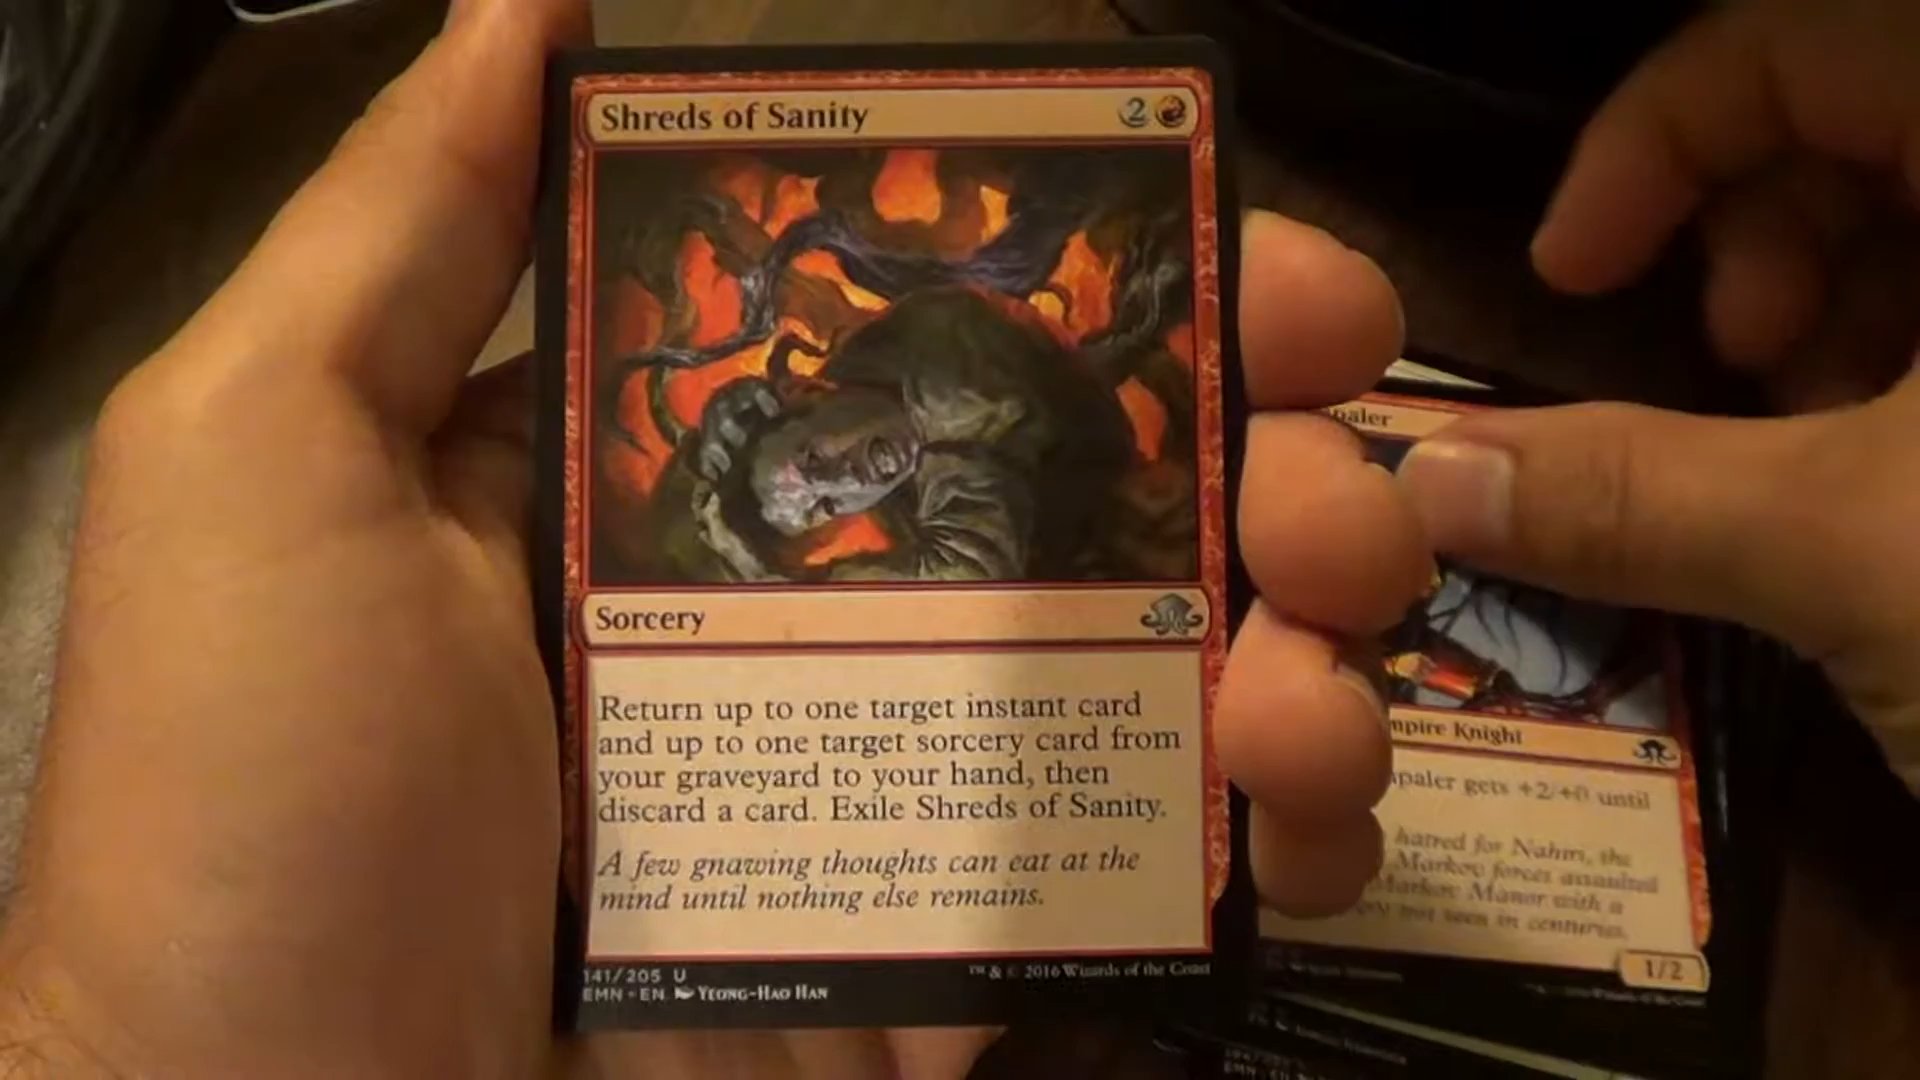 Shreds of Sanity
2
Sorcery
Return up to one target instant card
and up to one target sorcery card from
your graveyard to your hand, then
discard a card. Exile Shreds of Sanity.
A few gnawing thoughts can eat at the
mind until nothing else remains.
141/205 U
EMN - EN YEONG-HAO HAN
™ & © 2016 Wizards of the Coast
paler
mpire Knight
paler gets +2/+0 until
hatred for Nahiri, the
Markov forces assaulted
Markov Manor with a
not seen in centuries.
1/2